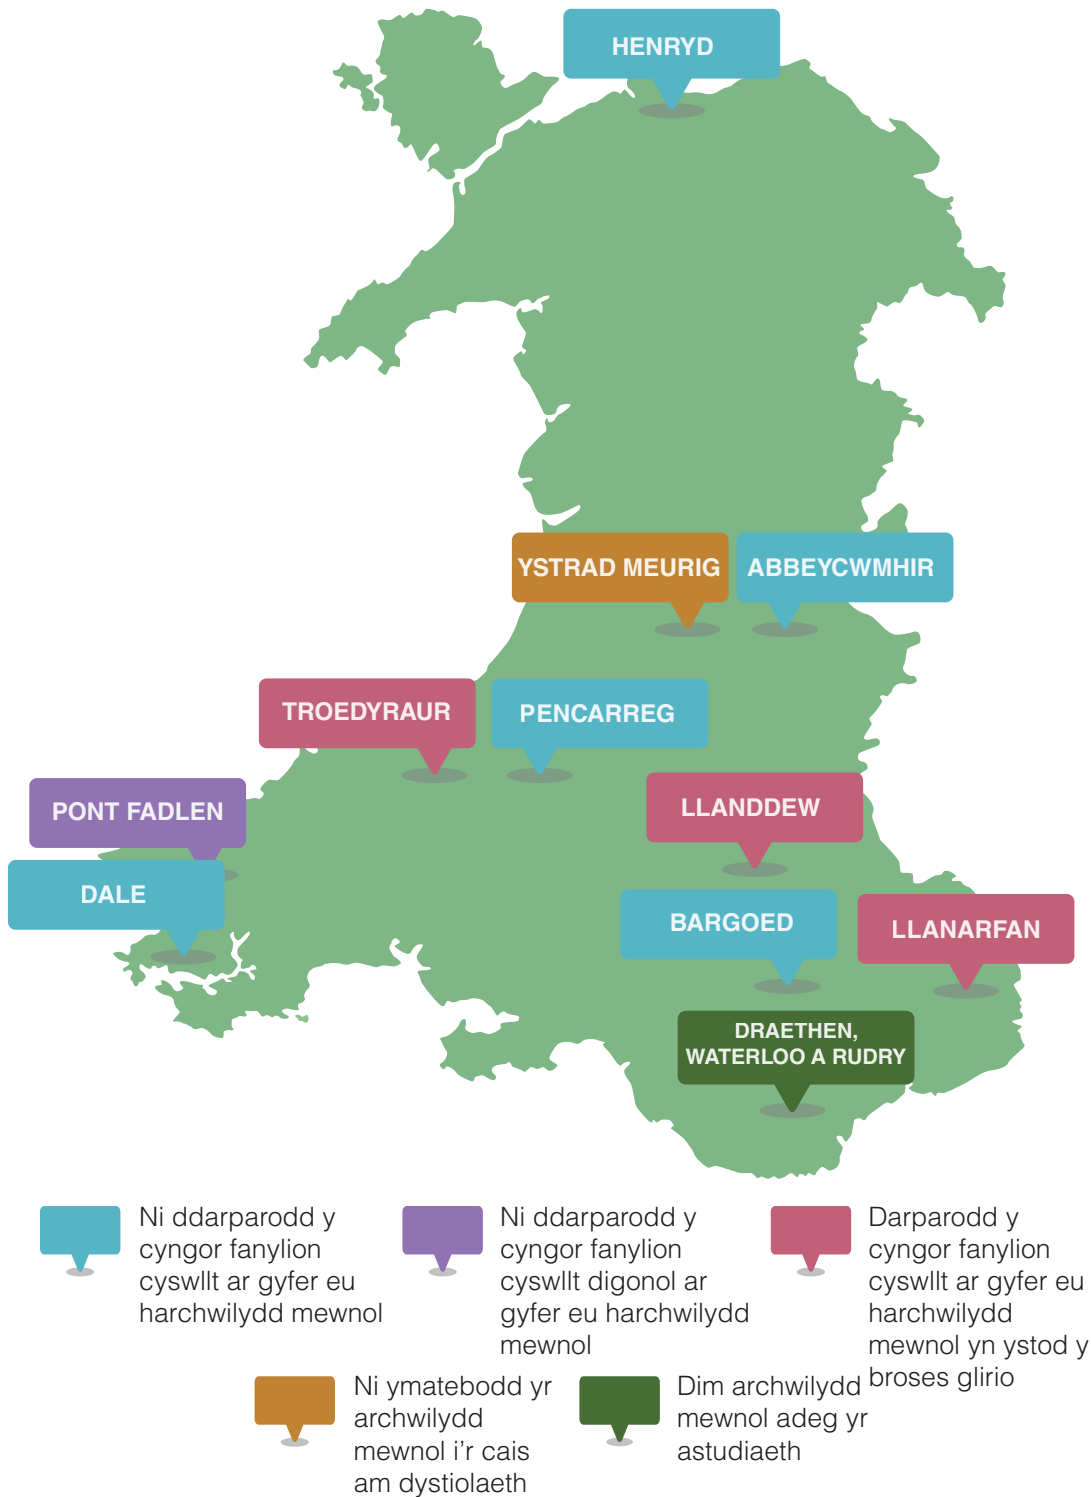 HENRYD
YSTRAD MEURIG
ABBEYCWMHIR
TROEDYRAUR
PENCARREG
PONT FADLEN
LLANDDEW
DALE
BARGOED
LLANARFAN
DRAETHEN,
WATERLOO A RUDRY
Ni ddarparodd y
cyngor fanylion
cyswllt ar gyfer eu
harchwilydd mewnol
Ni ddarparodd y
cyngor fanylion
cyswllt digonol ar
gyfer eu harchwilydd
mewnol
Darparodd y
cyngor fanylion
cyswllt ar gyfer eu
harchwilydd
mewnol yn ystod y
broses glirio
Ni ymatebodd yr
archwilydd
mewnol i'r cais
am dystiolaeth
Dim archwilydd
mewnol adeg yr
astudiaeth